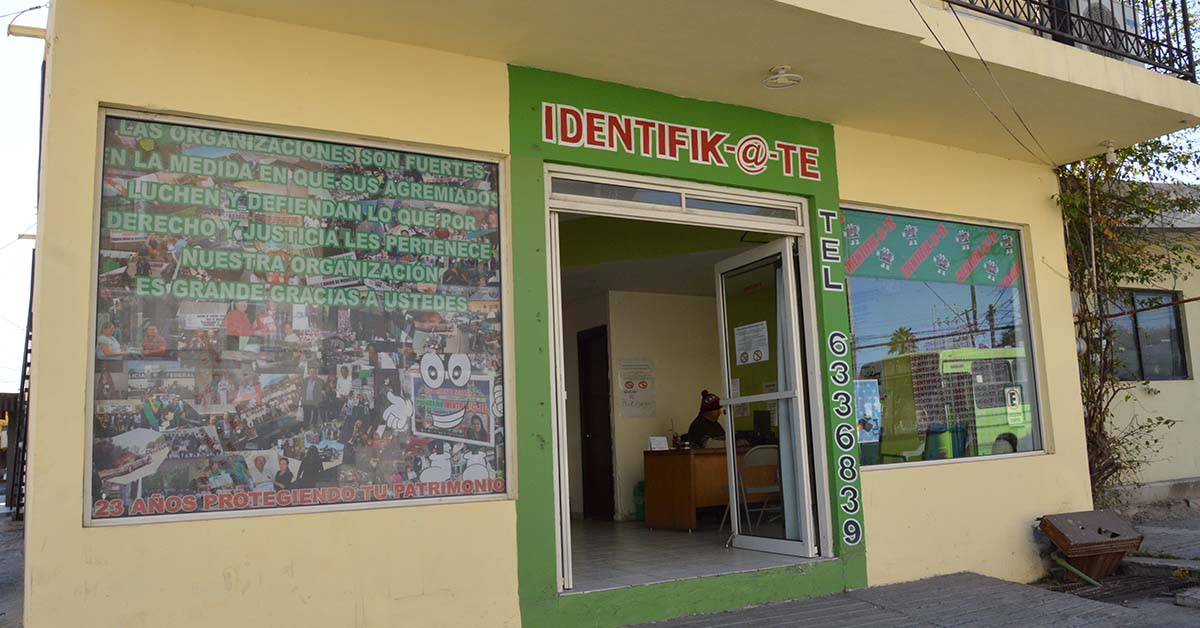 LAS ORGANIZACIONES SON FUERTES
EN LA MEDIDA EN QUE SUS AGREMIADOS
LUCHEN Y DEFIENDAN LO QUE POR
DERECHO Y JUSTICIA LES PERTENECE
NUESTRA ORGANIZACIÓN
ES GRANDE GRACIAS A USTEDES
23 AÑOS PROTEGIENDO TU PATRIMONIO
IDENTIFIK-@-TE
TEL 6336839
E